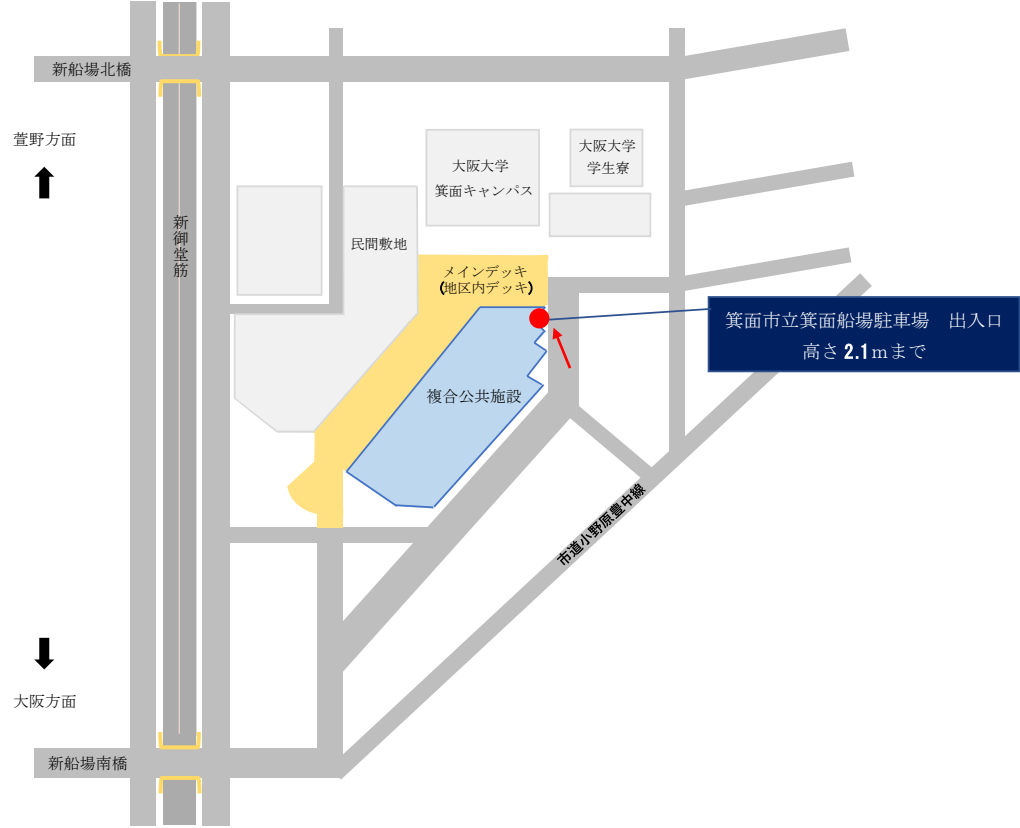 新船場北橋
萱野方面
新御堂筋
大阪大学
箕面キャンパス
大阪大学
学生寮
民間敷地
メインデッキ
(地区内デッキ)
箕面市立箕面船場駐車場　出入口
高さ2.1mまで
複合公共施設
市道小野原豊中線
大阪方面
新船場南橋